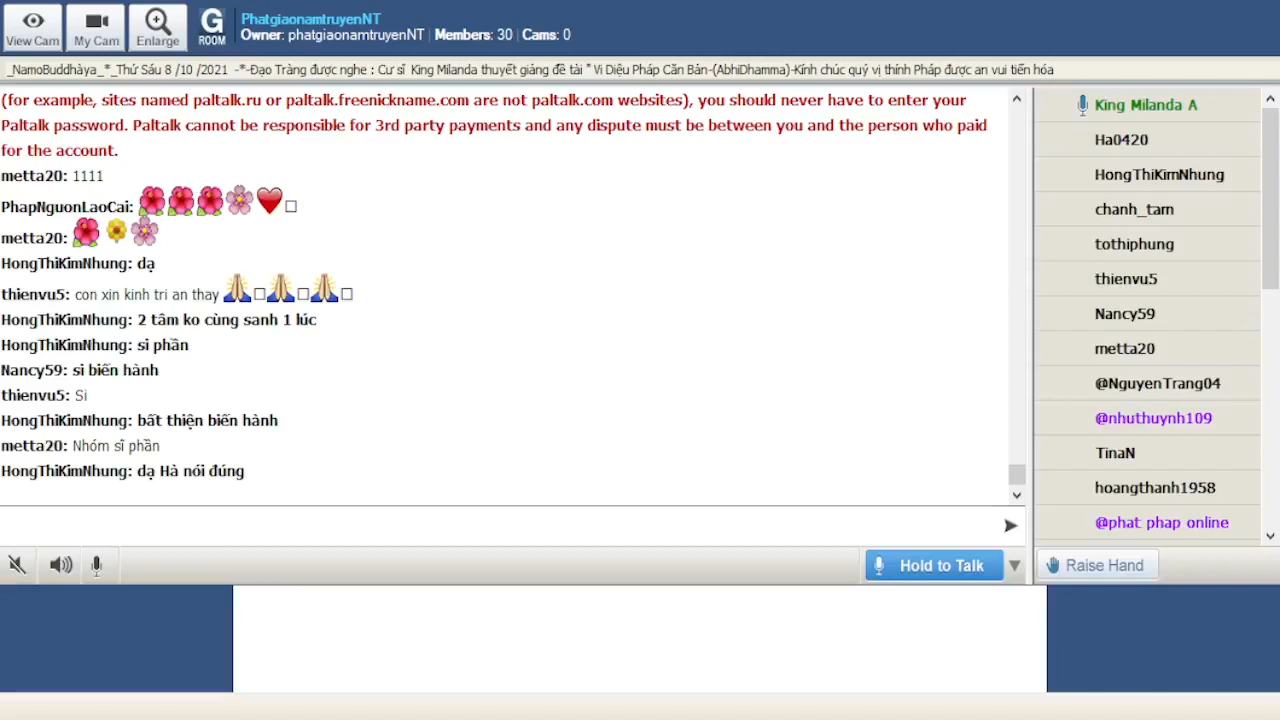 View Cam
My Cam
Enlarge
G
ROOM
PhatgiaonamtruyenNT
Owner: phatgiaonamtruyenNT | Members: 30 | Cams: 0
_NamoBuddhàya_*_Thứ Sáu 8 /10 /2021 -*-Đạo Tràng được nghe : Cư sĩ King Milanda thuyết giảng đề tài " Vi Diệu Pháp Căn Bản-(AbhiDhamma)-Kính chúc quý vị thính Pháp được an vui tiến hóa
(for example, sites named paltalk.ru or paltalk.freenickname.com are not paltalk.com websites), you should never have to enter your
Paltalk password. Paltalk cannot be responsible for 3rd party payments and any dispute must be between you and the person who paid
for the account.
metta20: 1111
PhapNguonLaoCai:
metta20:
HongThiKimNhung: dạ
thienvu5: con xin kinh tri an thay
HongThiKimNhung: 2 tâm ko cùng sanh 1 lúc
HongThiKimNhung: si phần
Nancy59: si biến hành
thienvu5: Si
HongThiKimNhung: bất thiện biến hành
metta20: Nhóm sĩ phần
HongThiKimNhung: dạ Hà nói đúng
King Milanda A
Ha0420
HongThiKimNhung
chanh_tam
tothiphung
thienvu5
Nancy59
metta20
@NguyenTrang04
@nhuthuynh109
TinaN
hoangthanh1958
@phat phap online
Hold to Talk
Raise Hand